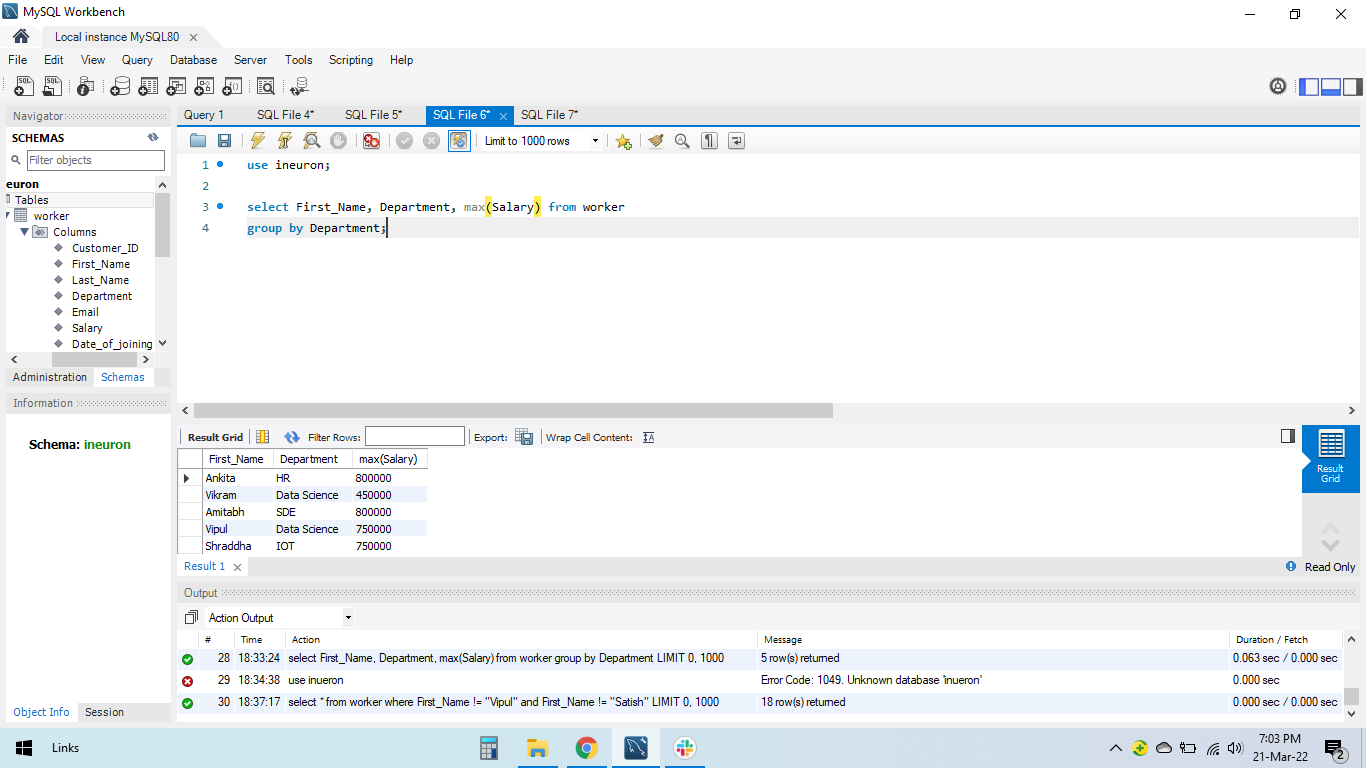 MySQL Workbench
Local instance MySQL80
File Edit View Query Database Server Tools Scripting Help
Navigator
SCHEMAS
Filter objects
euron
Tables
worker
Columns
Customer_ID
First_Name
Last_Name
Department
Email
Salary
Date_of_joining
Administration Schemas
Information
Schema: ineuron
Object Info Session
Query 1 SQL File 4* SQL File 5* SQL File 6* SQL File 7*
Limit to 1000 rows
1 use ineuron;
2
3 select First_Name, Department, max(Salary) from worker
4 group by Department;
Result Grid Filter Rows: Export: Wrap Cell Content:
First_Name Department max(Salary)
Ankita HR 800000
Vikram Data Science 450000
Amitabh SDE 800000
Vipul Data Science 750000
Shraddha IOT 750000
Result
Grid
Result 1
Read Only
Output
Action Output
# Time Action Message Duration / Fetch
28 18:33:24 select First_Name, Department, max(Salary) from worker group by Department LIMIT 0, 1000 5 row(s) returned 0.063 sec / 0.000 sec
29 18:34:38 use inueron Error Code: 1049. Unknown database 'inueron' 0.000 sec
30 18:37:17 select * from worker where First_Name != "Vipul" and First_Name != "Satish" LIMIT 0, 1000 18 row(s) returned 0.000 sec / 0.000 sec
Links
7:03 PM
21-Mar-22
2